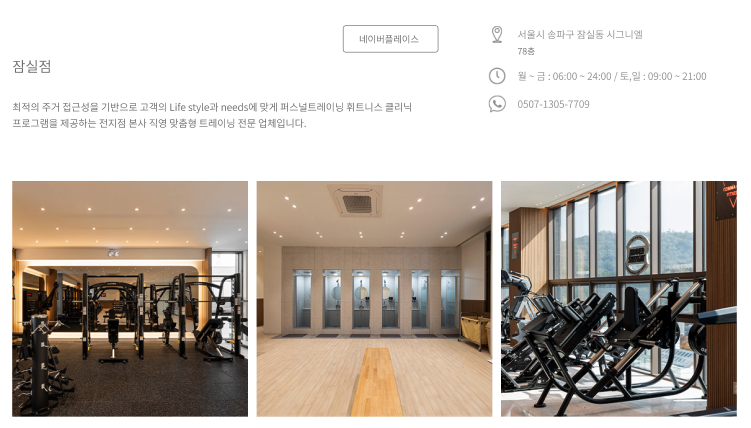 네이버플레이스
서울시 송파구 잠실동 시그니엘
78층
잠실점
월 ~ 금 : 06:00 ~ 24:00 / 토,일 : 09:00 ~ 21:00
최적의 주거 접근성을 기반으로 고객의 Life style과 needs에 맞게 퍼스널트레이닝 휘트니스 클리닉
0507-1305-7709
프로그램을 제공하는 전지점 본사 직영 맞춤형 트레이닝 전문 업체입니다.